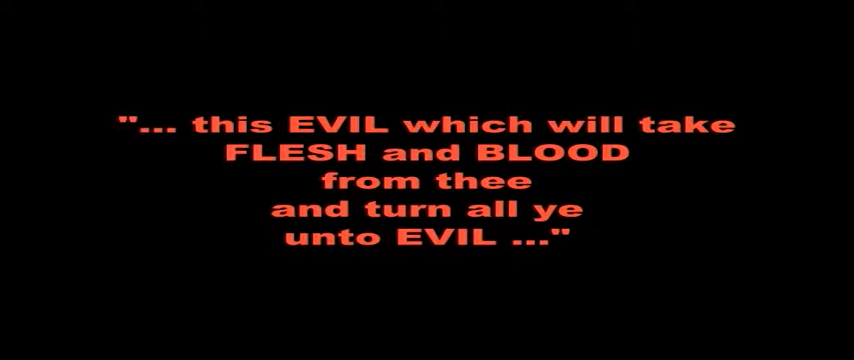 "... this EVIL which will take
FLESH and BLOOD
from thee
and turn all ye
unto EVIL ..."